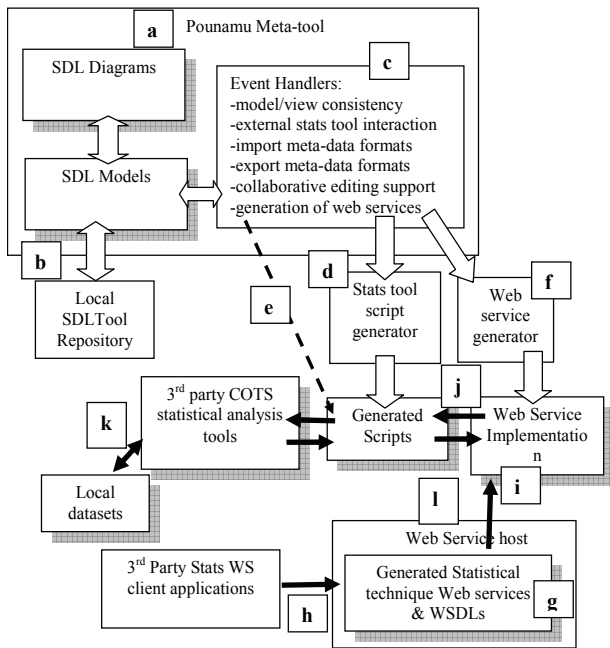 a
Pounamu Meta-tool
SDL Diagrams
c
Event Handlers:
-model/view consistency
-external stats tool interaction
-import meta-data formats
-export meta-data formats
-collaborative editing support
-generation of web services
SDL Models
b
d
f
Local
SDLTool
Repository
e
Stats tool
script
generator
Web
service
generator
j
k
3rd party COTS
statistical analysis
tools
Generated
Scripts
Web Service
Implementatio
n
i
Local
datasets
l
Web Service host
3rd Party Stats WS
client applications
h
Generated Statistical
technique Web services
& WSDLs
g